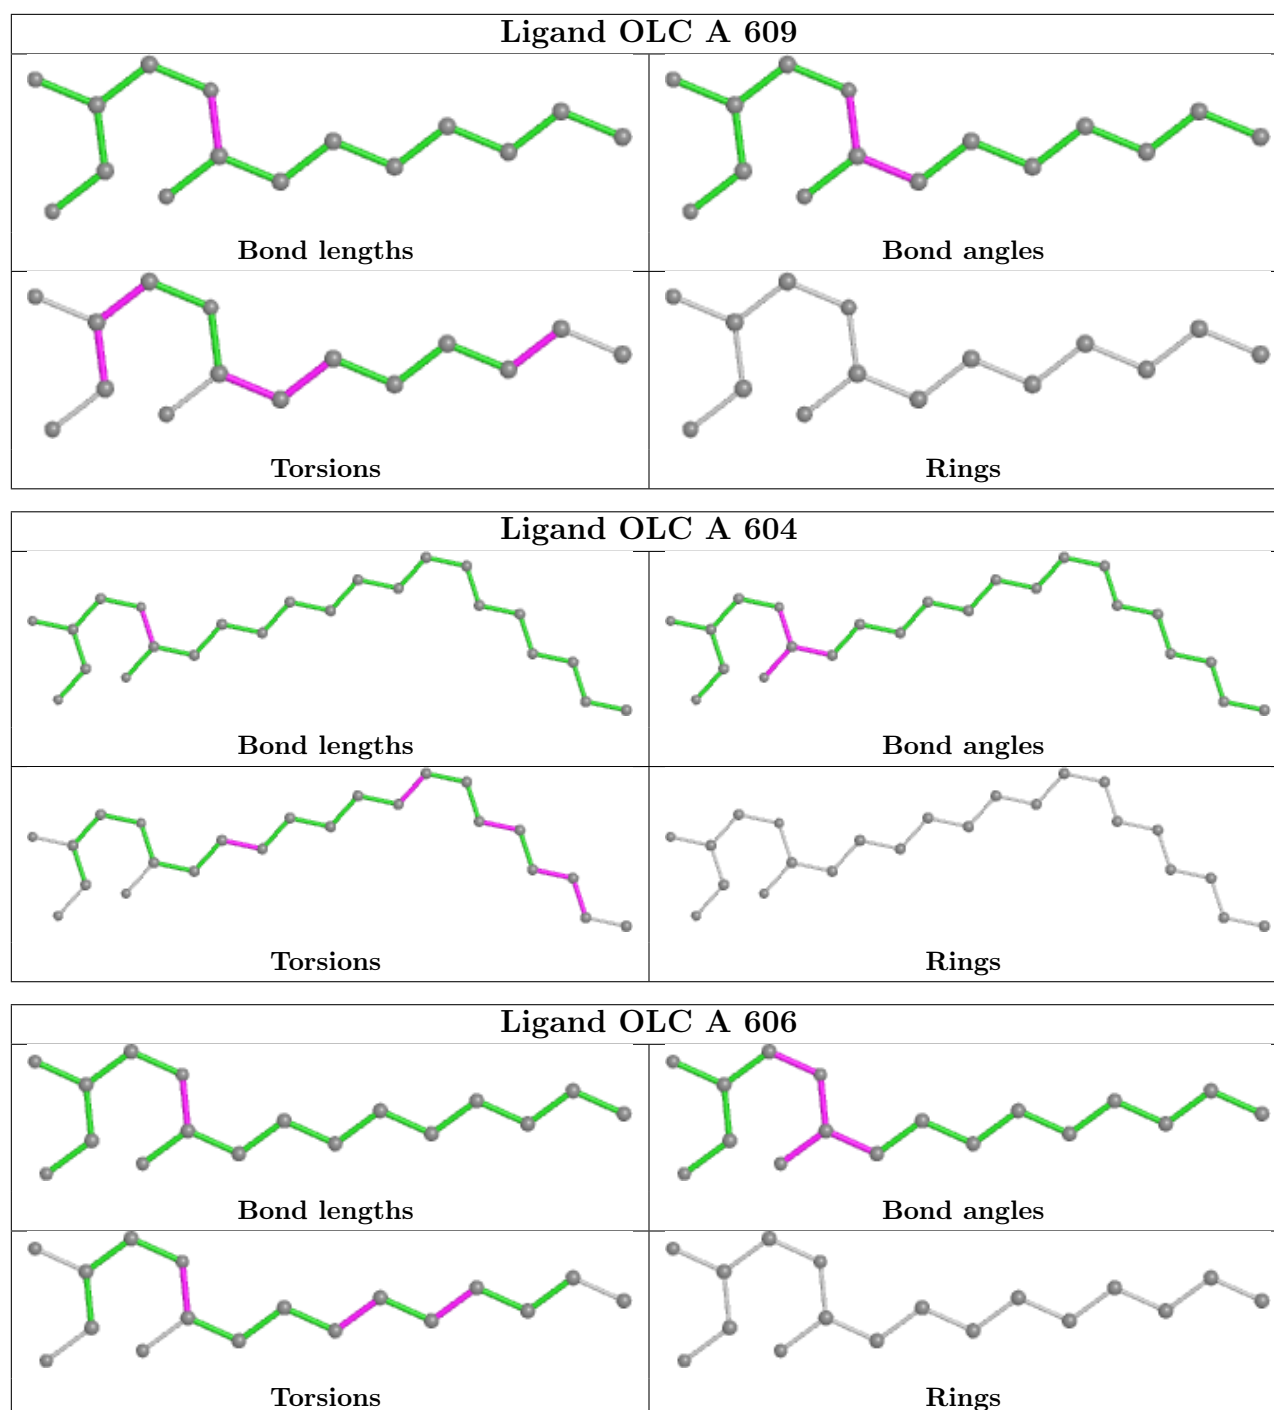 Ligand OLC A 609
Bond lengths
Bond angles
Torsions
Rings
Ligand OLC A 604
Bond lengths
Bond angles
Torsions
Rings
Ligand OLC A 606
Bond lengths
Bond angles
Torsions
Rings